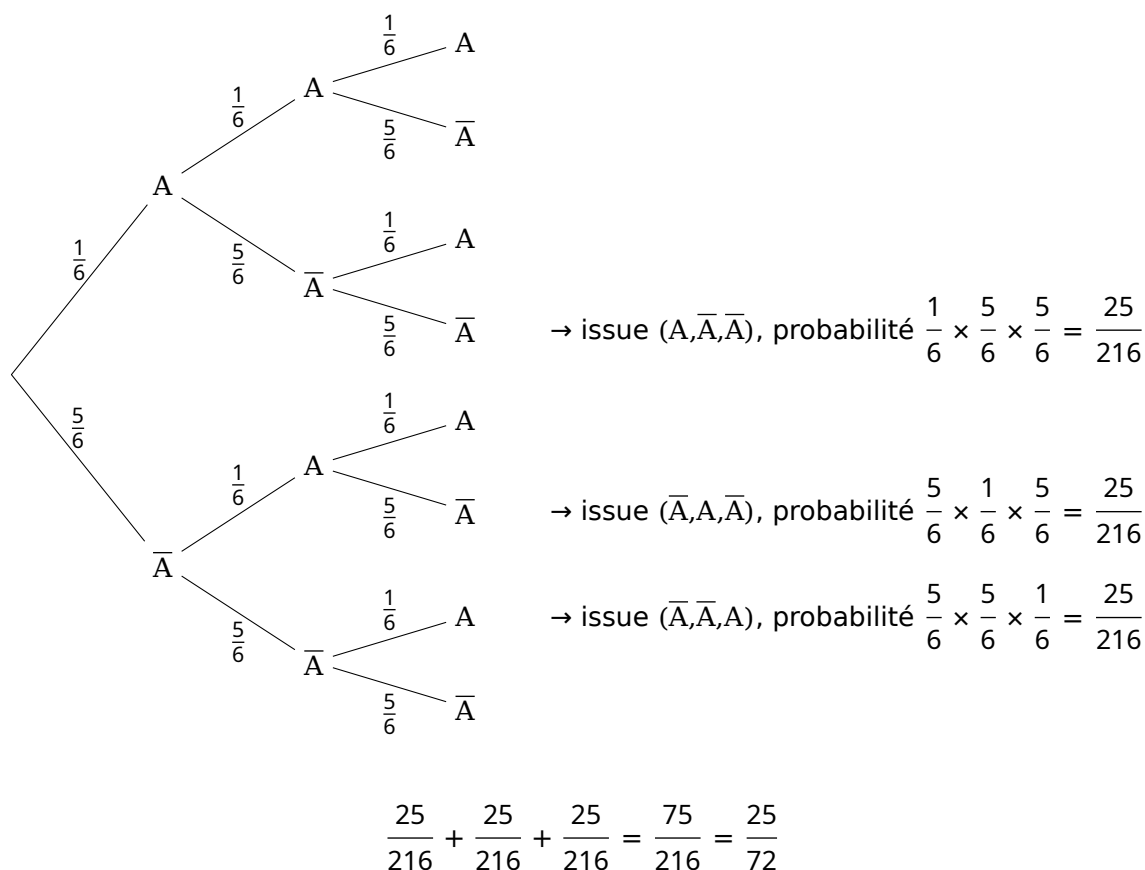 1/6 A
1/6
A
5/6 A̅
1/6
A
1/6 A
5/6
A̅
5/6 A̅ → issue (A,A̅,A̅), probabilité 1/6 × 5/6 × 5/6 = 25/216
1/6 A
5/6
1/6
A
5/6 A̅ → issue (A̅,A,A̅), probabilité 5/6 × 1/6 × 5/6 = 25/216
A̅
1/6 A → issue (A̅,A̅,A), probabilité 5/6 × 5/6 × 1/6 = 25/216
5/6
A̅
5/6 A̅
25/216 + 25/216 + 25/216 = 75/216 = 25/72